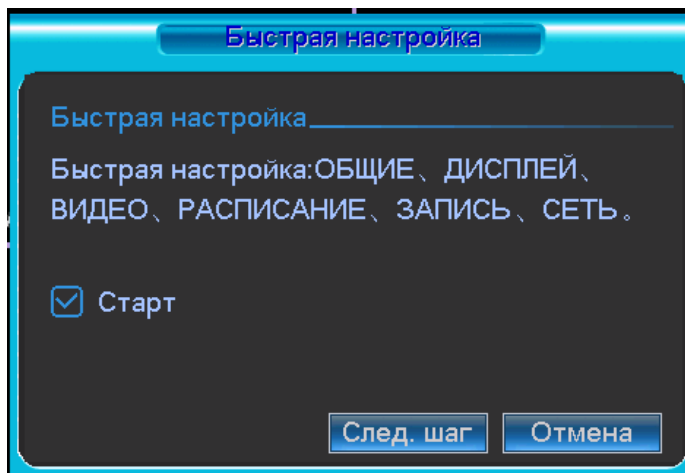 Быстрая настройка
Быстрая настройка
Быстрая настройка:ОБЩИЕ、ДИСПЛЕЙ、
ВИДЕО、РАСПИСАНИЕ、ЗАПИСЬ、СЕТЬ。
Старт
След. шаг Отмена